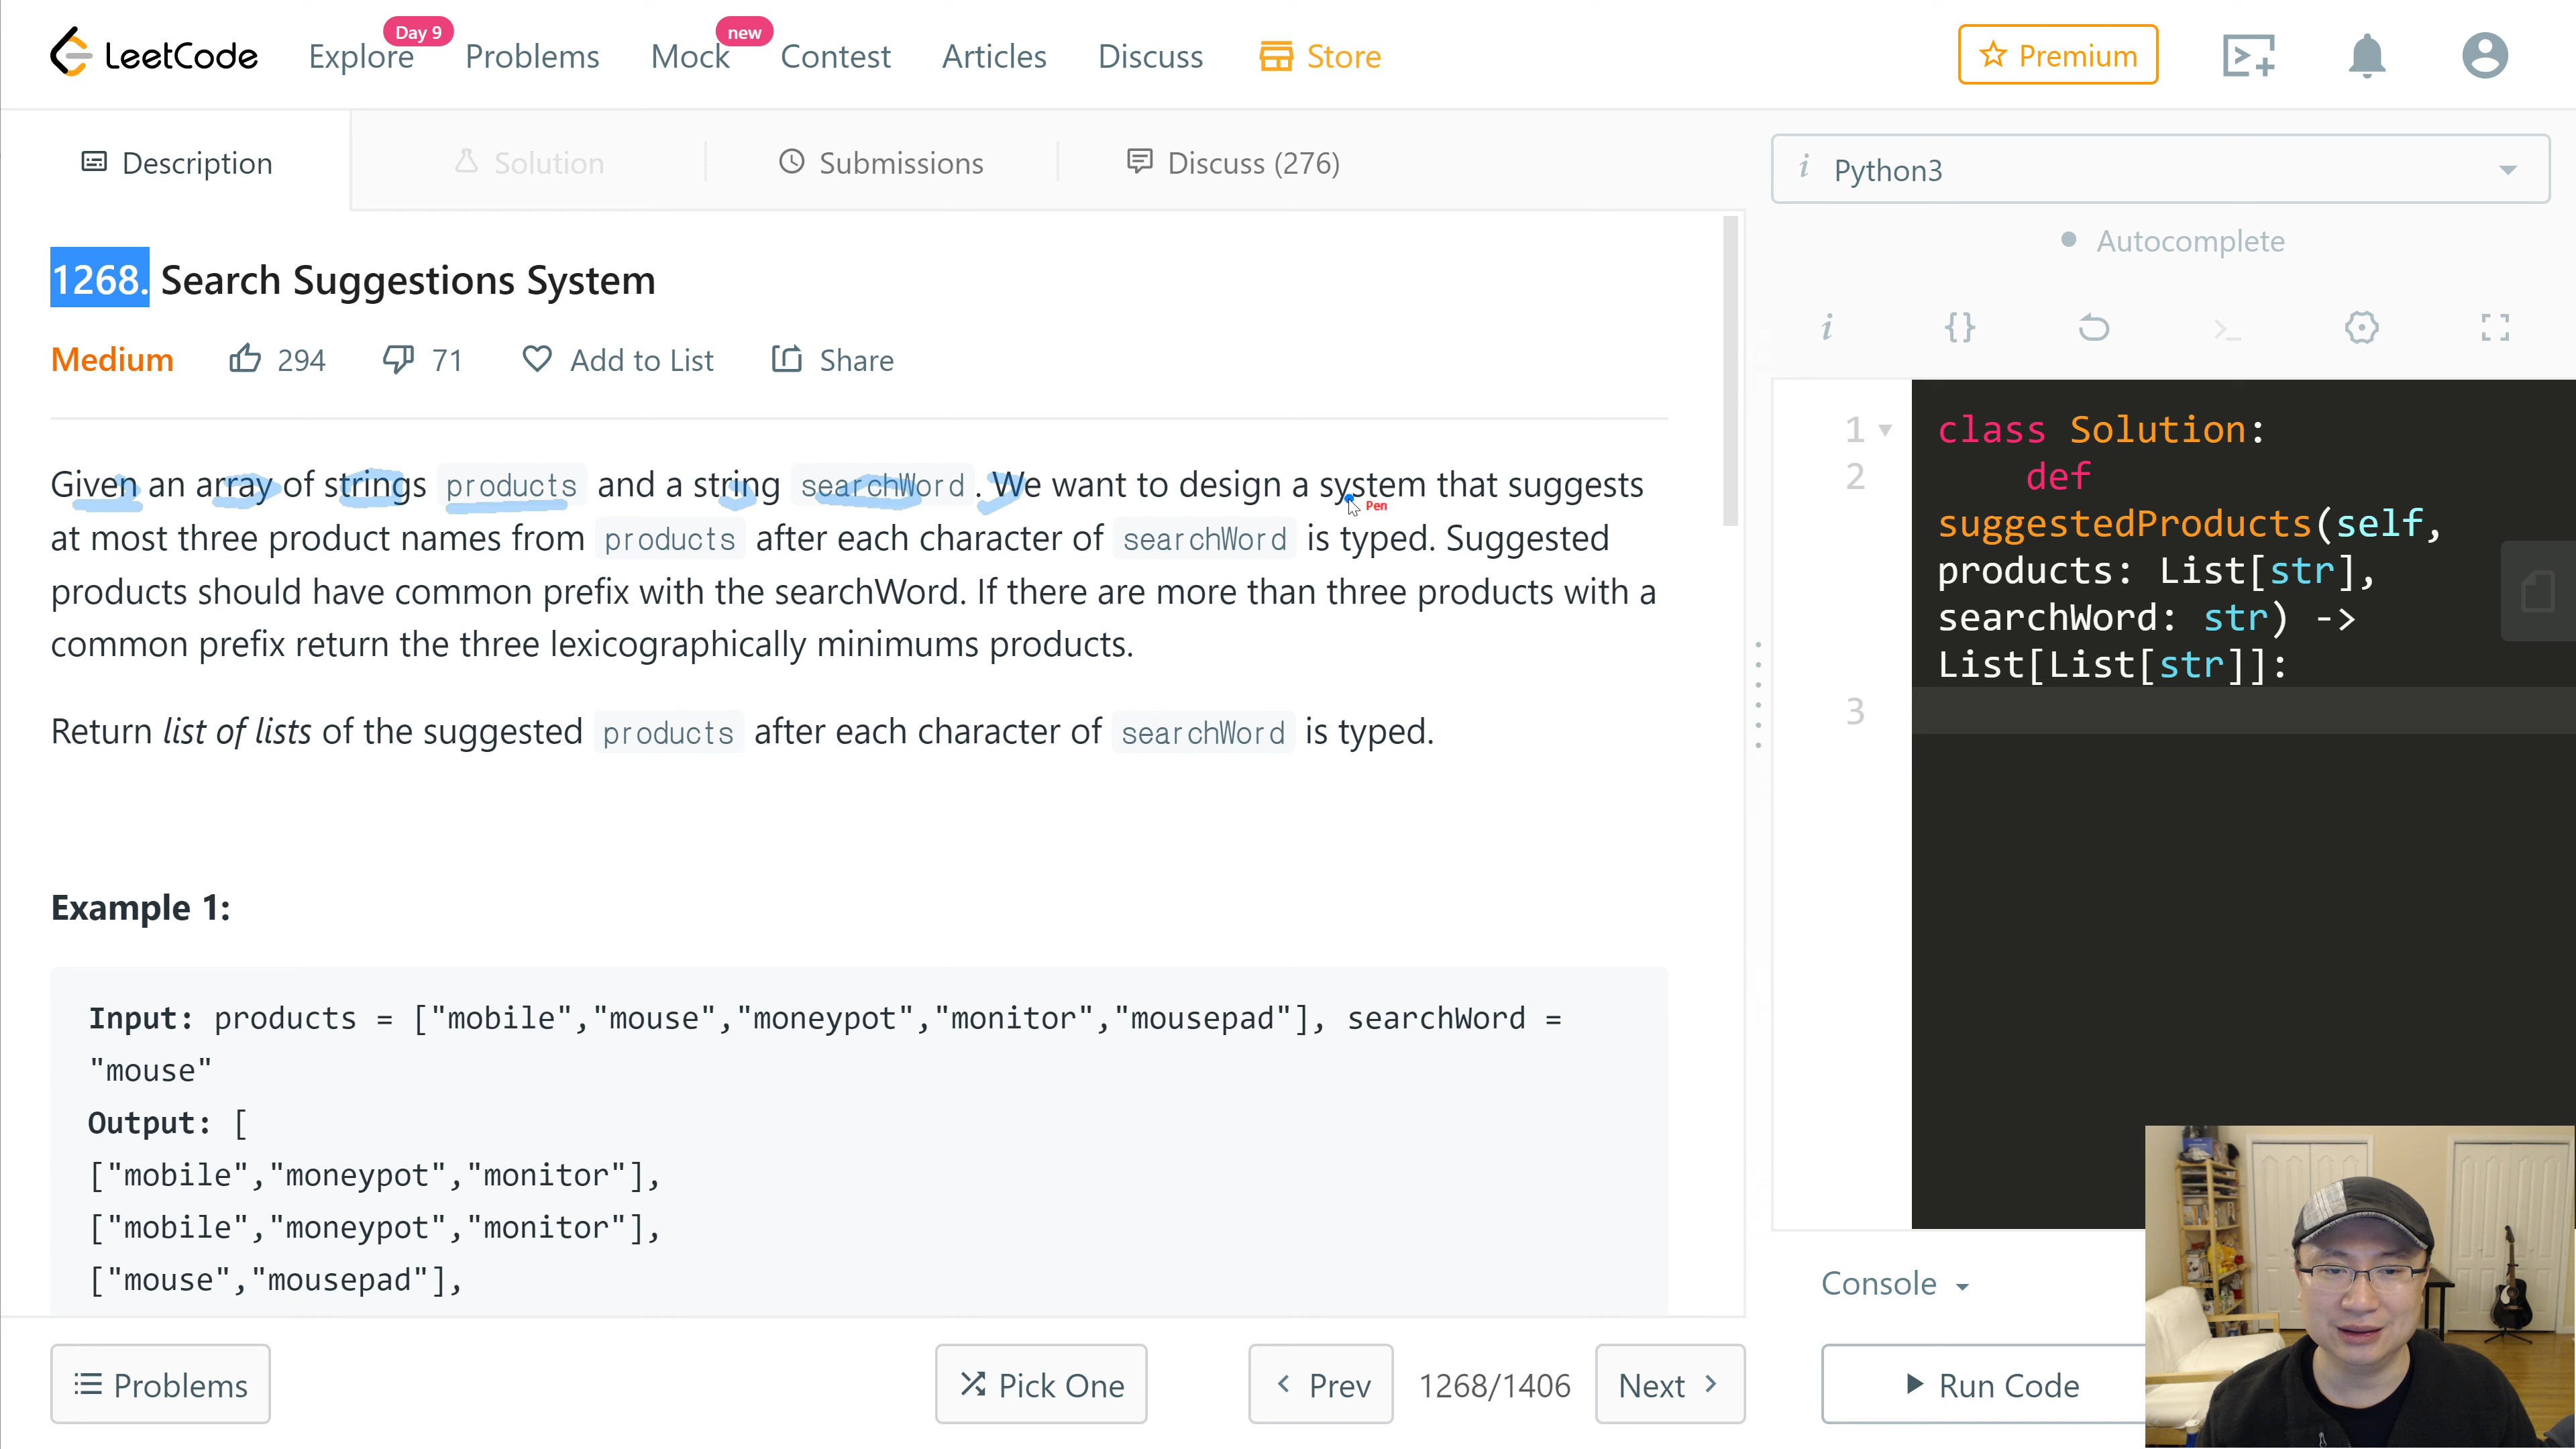 LeetCode Explore Day 9 Problems Mock new Contest Articles Discuss Store Premium
Description Solution Submissions Discuss (276)
1268. Search Suggestions System
Medium 294 71 Add to List Share
Given an array of strings products and a string searchWord. We want to design a system that suggests
Pen
at most three product names from products after each character of searchWord is typed. Suggested
products should have common prefix with the searchWord. If there are more than three products with a
common prefix return the three lexicographically minimums products.
Return list of lists of the suggested products after each character of searchWord is typed.
Example 1:
Input: products = ["mobile","mouse","moneypot","monitor","mousepad"], searchWord =
"mouse"
Output: [
["mobile","moneypot","monitor"],
["mobile","moneypot","monitor"],
["mouse","mousepad"],
Problems Pick One Prev 1268/1406 Next
i Python3
Autocomplete
i {} >_
1 class Solution:
2 def
suggestedProducts(self,
products: List[str],
searchWord: str) ->
List[List[str]]:
3
Console
Run Code